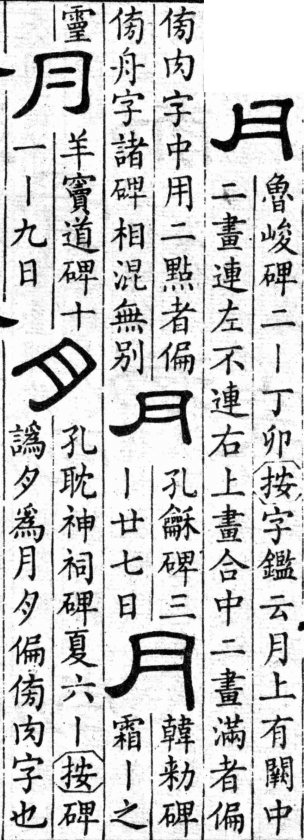 月
魯峻碑二丨丁卯按字鑑云月上有闕中
二畫連左不連右上畫合中二畫滿者偏
傍肉字中用二點者偏
傍舟字諸碑相混無别
月
孔龢碑三
丨廿七日
月
韓勑碑
霜丨之
靈
月
羊竇道碑十
一丨九日
月
孔耽神祠碑夏六丨按碑
譌夕爲月夕偏傍肉字也